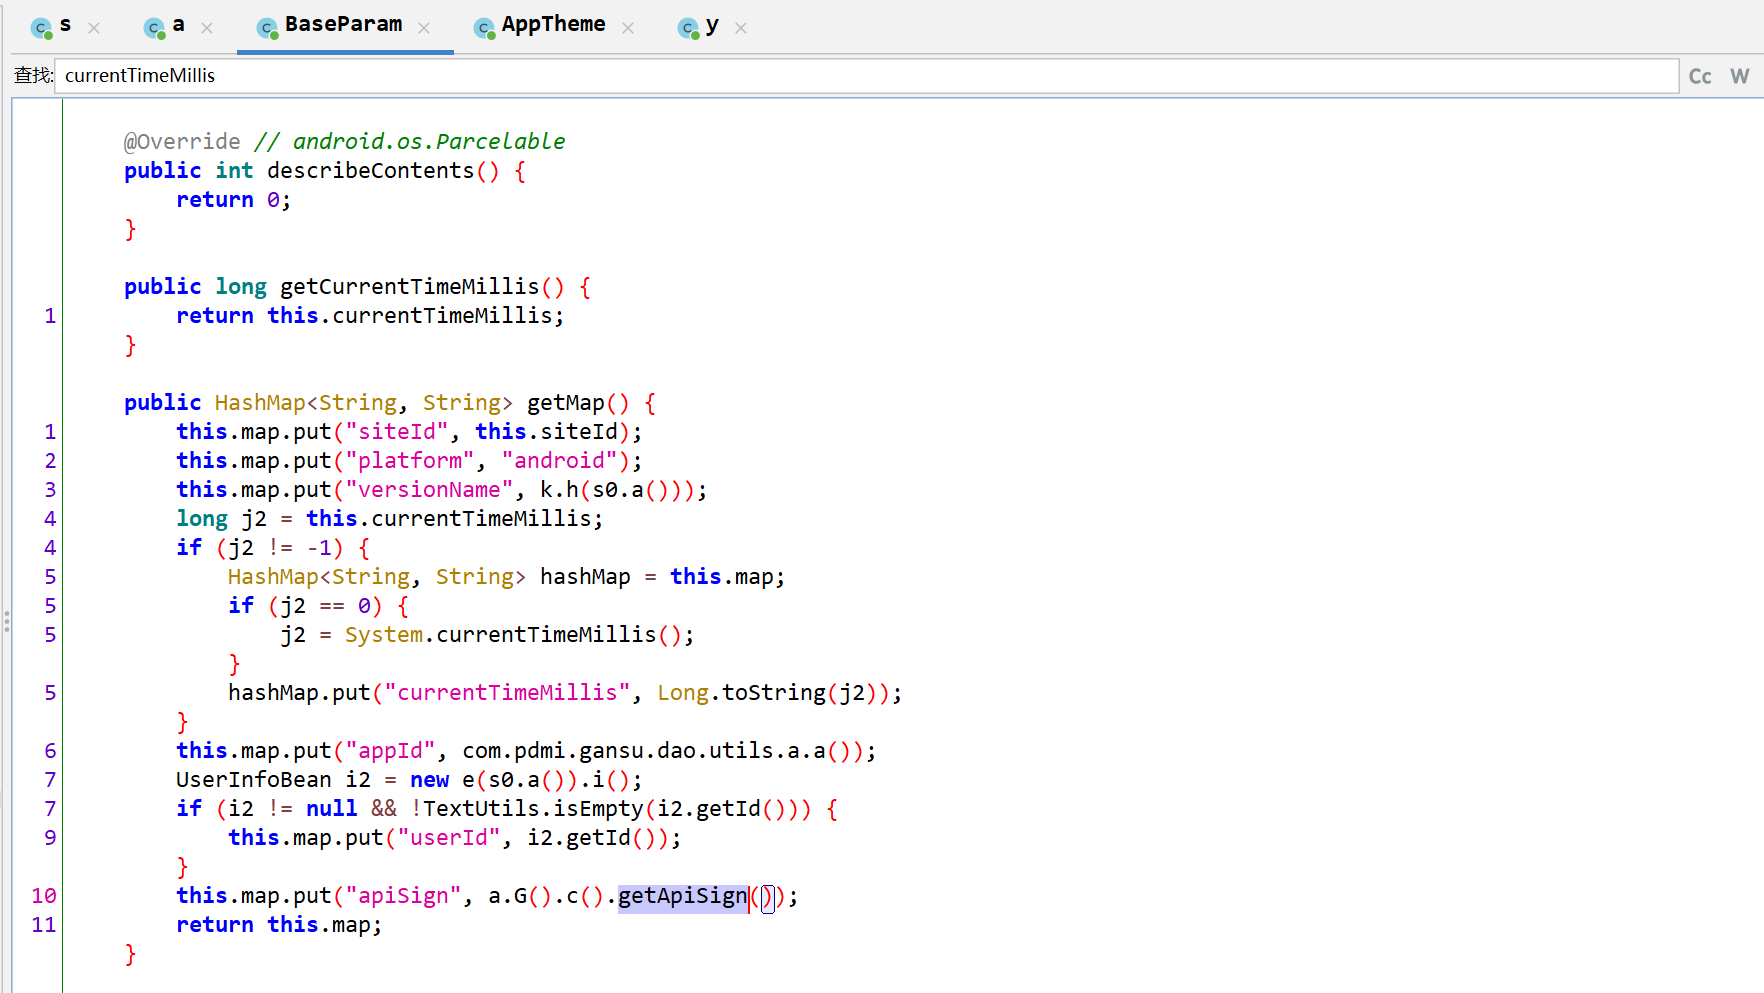 s a BaseParam AppTheme y
查找: currentTimeMillis Cc W
@Override // android.os.Parcelable
public int describeContents() {
return 0;
}
public long getCurrentTimeMillis() {
1 return this.currentTimeMillis;
}
public HashMap<String, String> getMap() {
1 this.map.put("siteId", this.siteId);
2 this.map.put("platform", "android");
3 this.map.put("versionName", k.h(s0.a()));
4 long j2 = this.currentTimeMillis;
4 if (j2 != -1) {
5 HashMap<String, String> hashMap = this.map;
5 if (j2 == 0) {
5 j2 = System.currentTimeMillis();
}
5 hashMap.put("currentTimeMillis", Long.toString(j2));
}
6 this.map.put("appId", com.pdmi.gansu.dao.utils.a.a());
7 UserInfoBean i2 = new e(s0.a()).i();
7 if (i2 != null && !TextUtils.isEmpty(i2.getId())) {
9 this.map.put("userId", i2.getId());
}
10 this.map.put("apiSign", a.G().c().getApiSign());
11 return this.map;
}